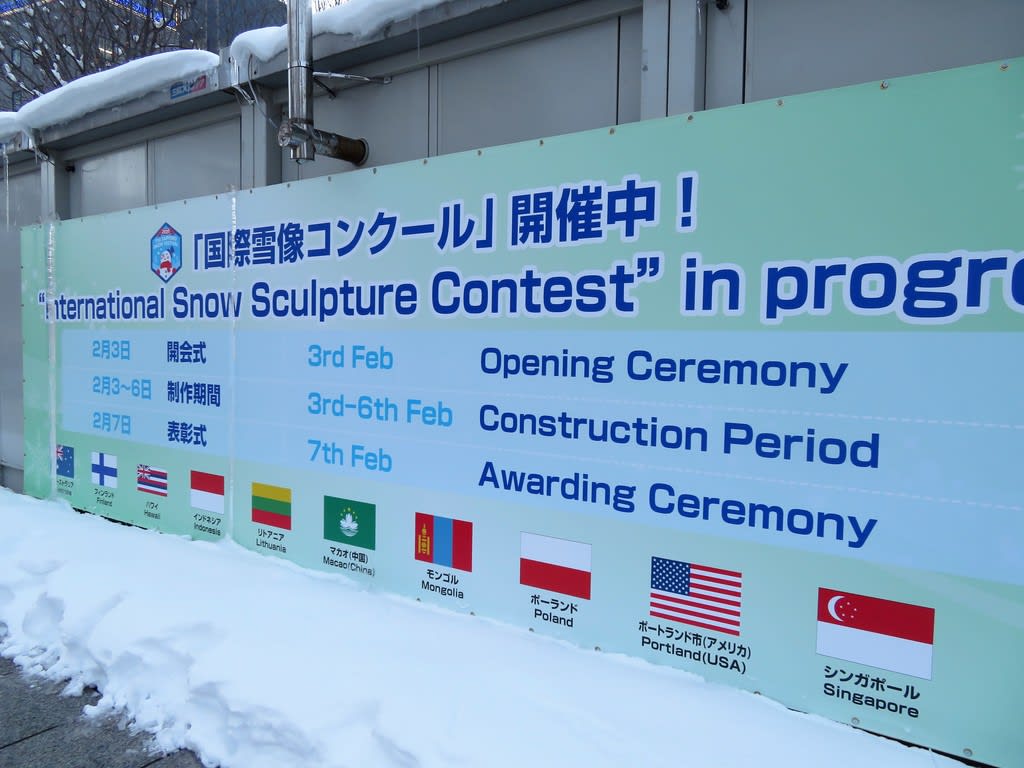 「国際雪像コンクール」開催中！
“International Snow Sculpture Contest” in progre
2月3日 開会式 3rd Feb Opening Ceremony
2月3〜6日 制作期間 3rd-6th Feb Construction Period
2月7日 表彰式 7th Feb Awarding Ceremony
フィンランド
Finland
ハワイ
Hawaii
インドネシア
Indonesia
リトアニア
Lithuania
マカオ(中国)
Macao(China)
モンゴル
Mongolia
ポーランド
Poland
ポートランド市(アメリカ)
Portland(USA)
シンガポール
Singapore